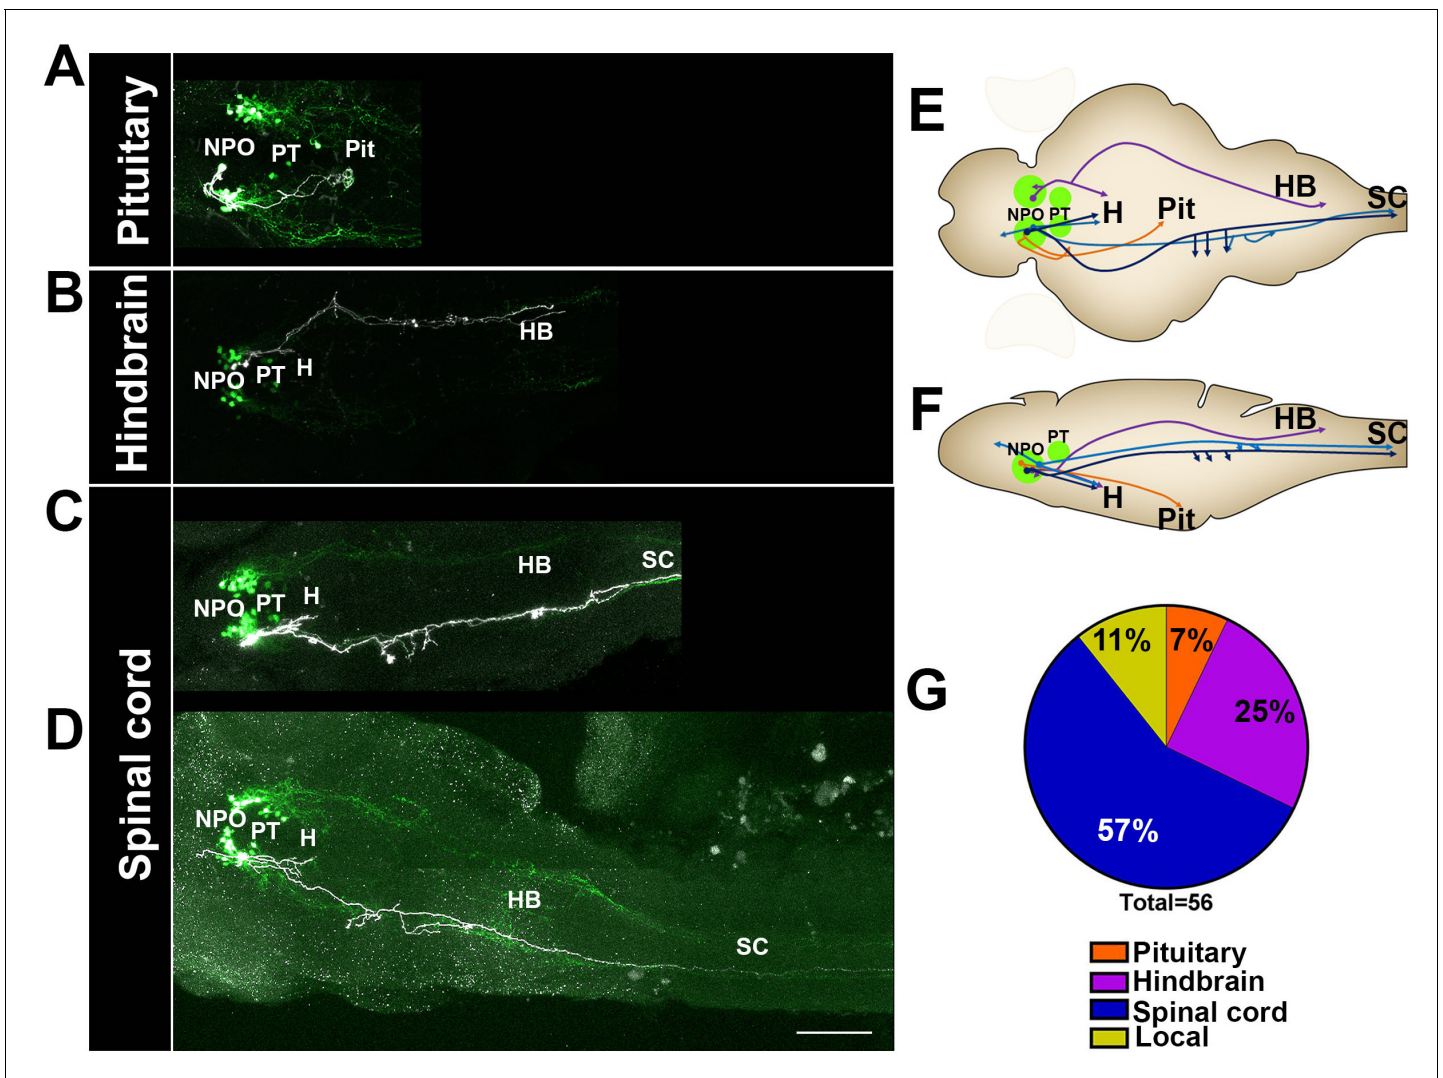 A
Pituitary
NPO
PT
Pit
B
Hindbrain
NPO
PT
H
HB
C
Spinal cord
NPO
PT
H
HB
SC
D
NPO
PT
H
HB
SC
E
NPO
PT
H
Pit
HB
SC
F
NPO
PT
H
Pit
HB
SC
G
11%
7%
25%
57%
Total=56
Pituitary
Hindbrain
Spinal cord
Local